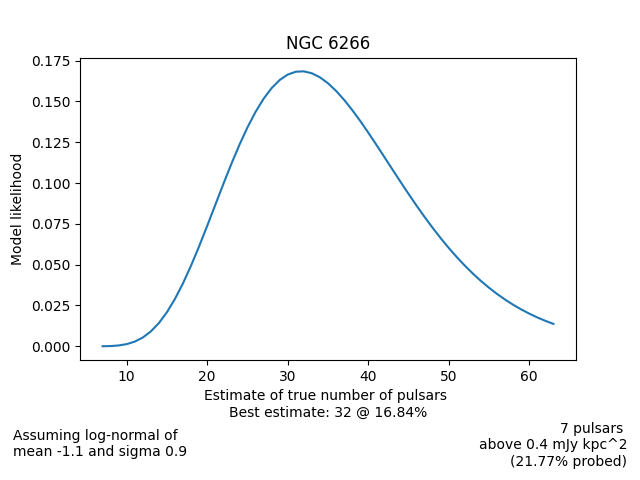 NGC 6266
Model likelihood
0.175
0.150
0.125
0.100
0.075
0.050
0.025
0.000
10 20 30 40 50 60
Estimate of true number of pulsars
Best estimate: 32 @ 16.84%
Assuming log-normal of
mean -1.1 and sigma 0.9
7 pulsars
above 0.4 mJy kpc^2
(21.77% probed)